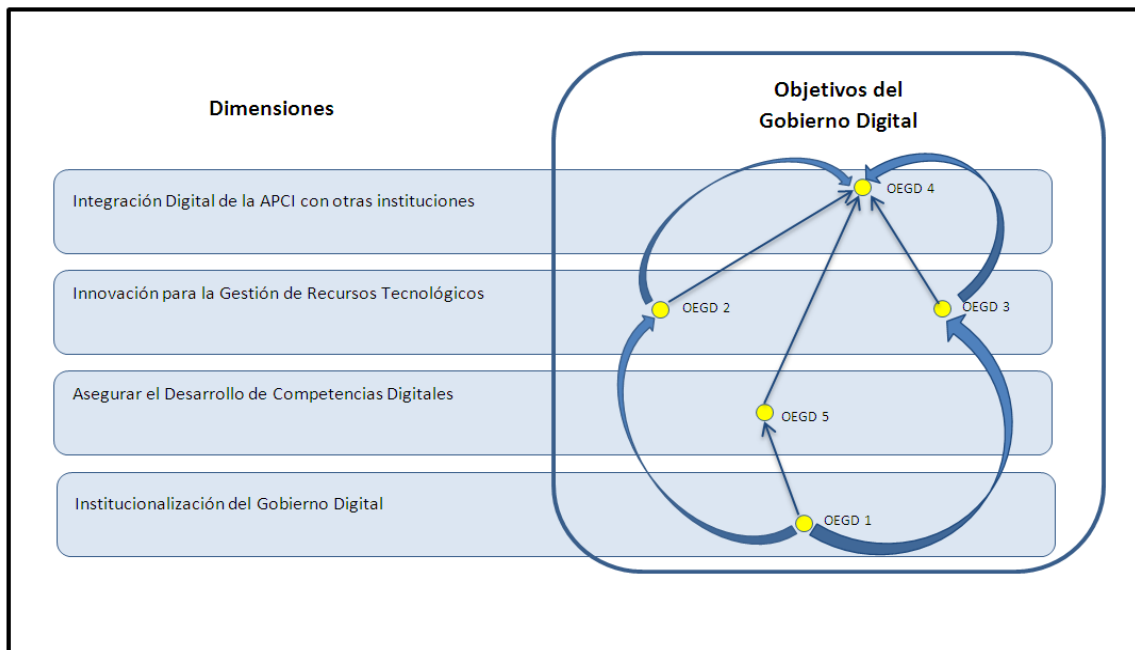 Dimensiones
Objetivos del
Gobierno Digital
Integración Digital de la APCI con otras instituciones
OEGD 4
Innovación para la Gestión de Recursos Tecnológicos
OEGD 2
OEGD 3
Asegurar el Desarrollo de Competencias Digitales
OEGD 5
Institucionalización del Gobierno Digital
OEGD 1